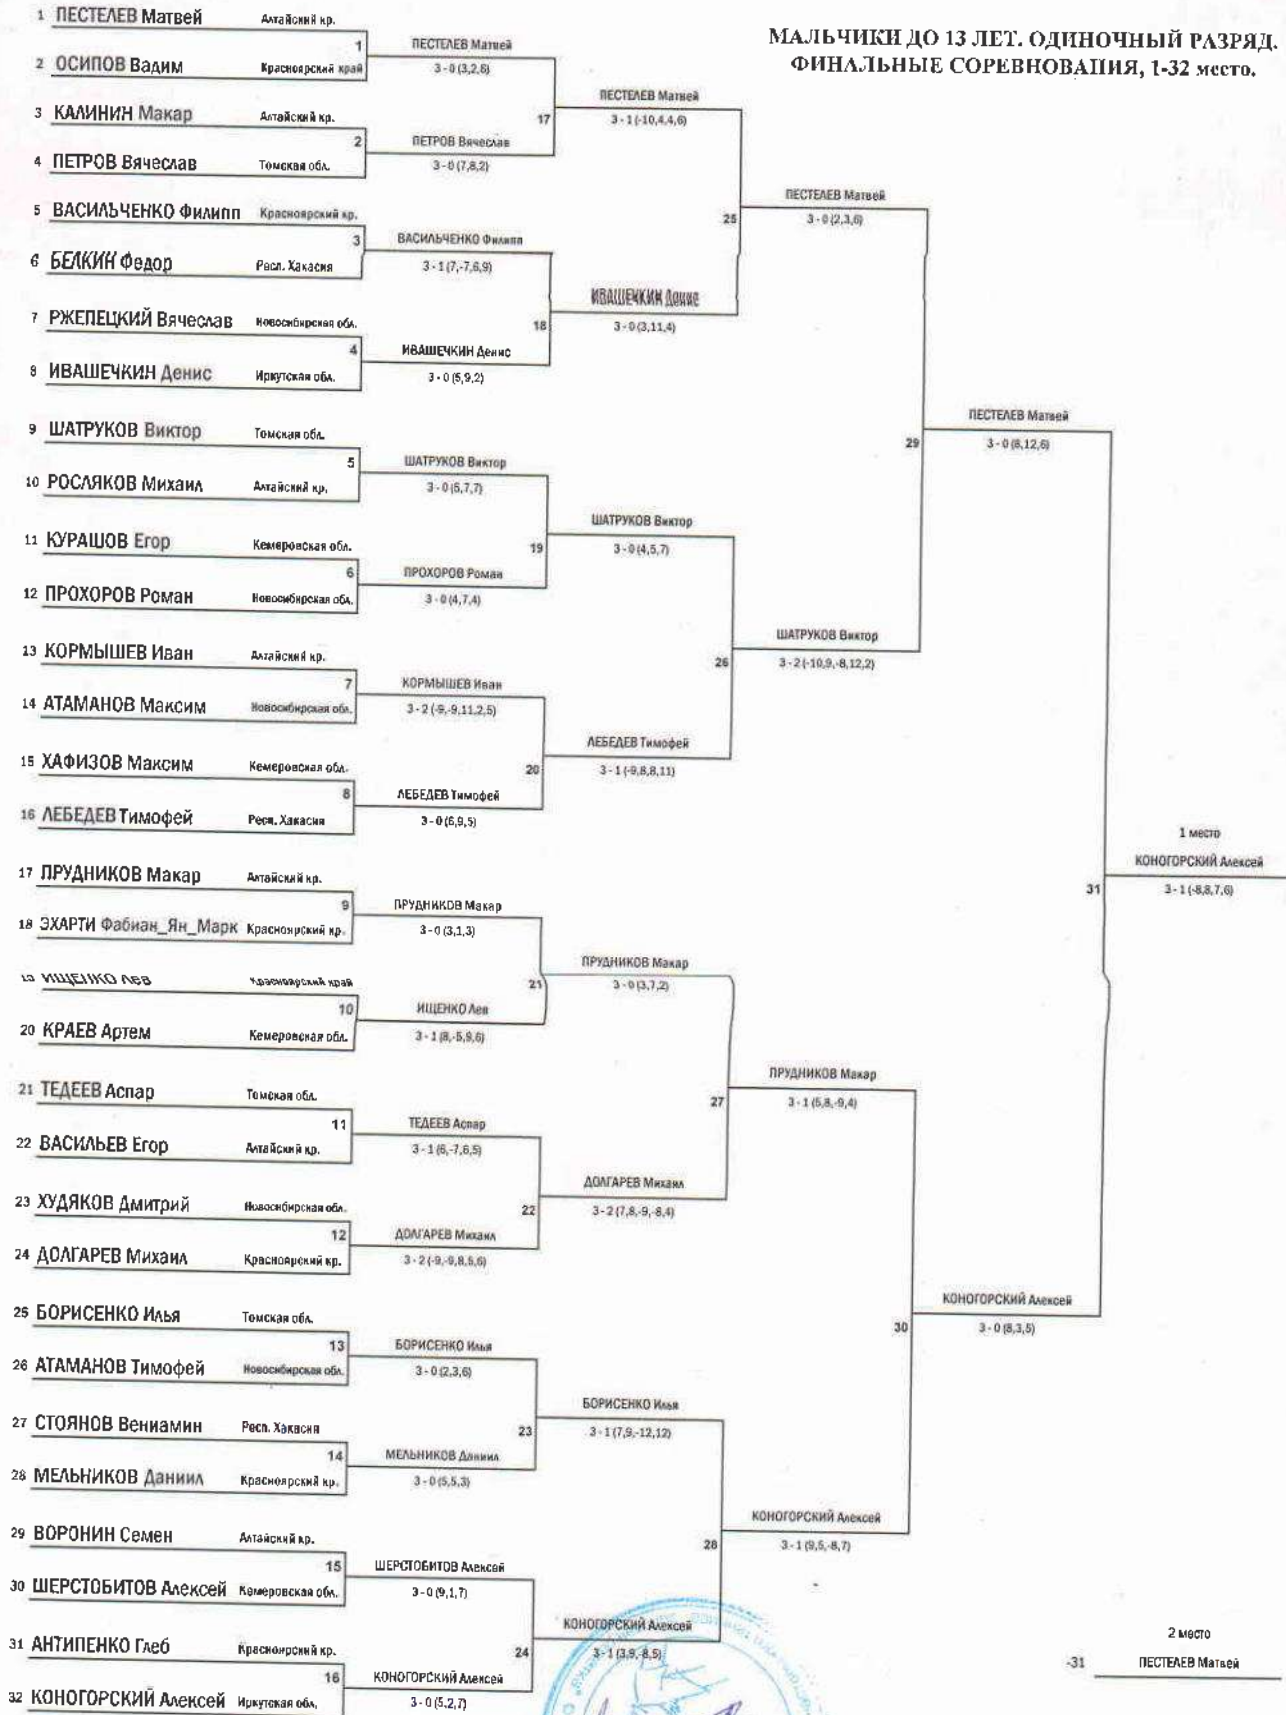 МАЛЬЧИКИ ДО 13 ЛЕТ. ОДИНОЧНЫЙ РАЗРЯД.
ФИНАЛЬНЫЕ СОРЕВНОВАНИЯ, 1-32 место.
1 ПЕСТЕЛЕВ Матвей Алтайский кр.
1 ПЕСТЕЛЕВ Матвей
2 ОСИПОВ Вадим Красноярский край 3 - 0 (3,2,6)
17 ПЕСТЕЛЕВ Матвей
3 - 1 (-10,4,4,6)
3 КАЛИНИН Макар Алтайский кр.
2 ПЕТРОВ Вячеслав
4 ПЕТРОВ Вячеслав Томская обл. 3 - 0 (7,8,2)
25 ПЕСТЕЛЕВ Матвей
3 - 0 (2,3,6)
5 ВАСИЛЬЧЕНКО Филипп Красноярский кр.
3 ВАСИЛЬЧЕНКО Филипп
6 БЕЛКИН Федор Респ. Хакасия 3 - 1 (7,-7,6,9)
18 ИВАШЕЧКИН Денис
3 - 0 (3,11,4)
7 РЖЕПЕЦКИЙ Вячеслав Новосибирская обл.
4 ИВАШЕЧКИН Денис
8 ИВАШЕЧКИН Денис Иркутская обл. 3 - 0 (5,9,2)
29 ПЕСТЕЛЕВ Матвей
3 - 0 (8,12,6)
9 ШАТРУКОВ Виктор Томская обл.
5 ШАТРУКОВ Виктор
10 РОСЛЯКОВ Михаил Алтайский кр. 3 - 0 (5,7,7)
19 ШАТРУКОВ Виктор
3 - 0 (4,5,7)
11 КУРАШОВ Егор Кемеровская обл.
6 ПРОХОРОВ Роман
12 ПРОХОРОВ Роман Новосибирская обл. 3 - 0 (4,7,4)
26 ШАТРУКОВ Виктор
3 - 2 (-10,9,-8,12,2)
13 КОРМЫШЕВ Иван Алтайский кр.
7 КОРМЫШЕВ Иван
14 АТАМАНОВ Максим Новосибирская обл. 3 - 2 (-9,-9,11,2,5)
20 ЛЕБЕДЕВ Тимофей
3 - 1 (-9,8,8,11)
15 ХАФИЗОВ Максим Кемеровская обл.
8 ЛЕБЕДЕВ Тимофей
16 ЛЕБЕДЕВ Тимофей Респ. Хакасия 3 - 0 (6,9,5)
1 место
31 КОНОГОРСКИЙ Алексей
3 - 1 (-8,8,7,6)
17 ПРУДНИКОВ Макар Алтайский кр.
9 ПРУДНИКОВ Макар
18 ЭХАРТИ Фабиан_Ян_Марк Красноярский кр. 3 - 0 (3,1,3)
21 ПРУДНИКОВ Макар
3 - 0 (3,7,2)
ИЩЕНКО Лев Красноярский край
10 ИЩЕНКО Лев
20 КРАЕВ Артем Кемеровская обл. 3 - 1 (8,-5,9,6)
27 ПРУДНИКОВ Макар
3 - 1 (5,8,-9,4)
21 ТЕДЕЕВ Аспар Томская обл.
11 ТЕДЕЕВ Аспар
22 ВАСИЛЬЕВ Егор Алтайский кр. 3 - 1 (6,-7,6,5)
22 ДОЛГАРЕВ Михаил
3 - 2 (7,8,-9,-8,4)
23 ХУДЯКОВ Дмитрий Новосибирская обл.
12 ДОЛГАРЕВ Михаил
24 ДОЛГАРЕВ Михаил Красноярский кр. 3 - 2 (-9,-9,8,5,6)
30 КОНОГОРСКИЙ Алексей
3 - 0 (8,3,5)
25 БОРИСЕНКО Илья Томская обл.
13 БОРИСЕНКО Илья
26 АТАМАНОВ Тимофей Новосибирская обл. 3 - 0 (2,3,6)
23 БОРИСЕНКО Илья
3 - 1 (7,9,-12,12)
27 СТОЯНОВ Вениамин Респ. Хакасия
14 МЕЛЬНИКОВ Даниил
28 МЕЛЬНИКОВ Даниил Красноярский кр. 3 - 0 (5,5,3)
28 КОНОГОРСКИЙ Алексей
3 - 1 (9,5,-8,7)
29 ВОРОНИН Семен Алтайский кр.
15 ШЕРСТОБИТОВ Алексей
30 ШЕРСТОБИТОВ Алексей Кемеровская обл. 3 - 0 (9,1,7)
24 КОНОГОРСКИЙ Алексей
3 - 1 (3,9,-8,5)
31 АНТИПЕНКО Глеб Красноярский кр.
16 КОНОГОРСКИЙ Алексей
32 КОНОГОРСКИЙ Алексей Иркутская обл. 3 - 0 (5,2,7)
2 место
-31 ПЕСТЕЛЕВ Матвей